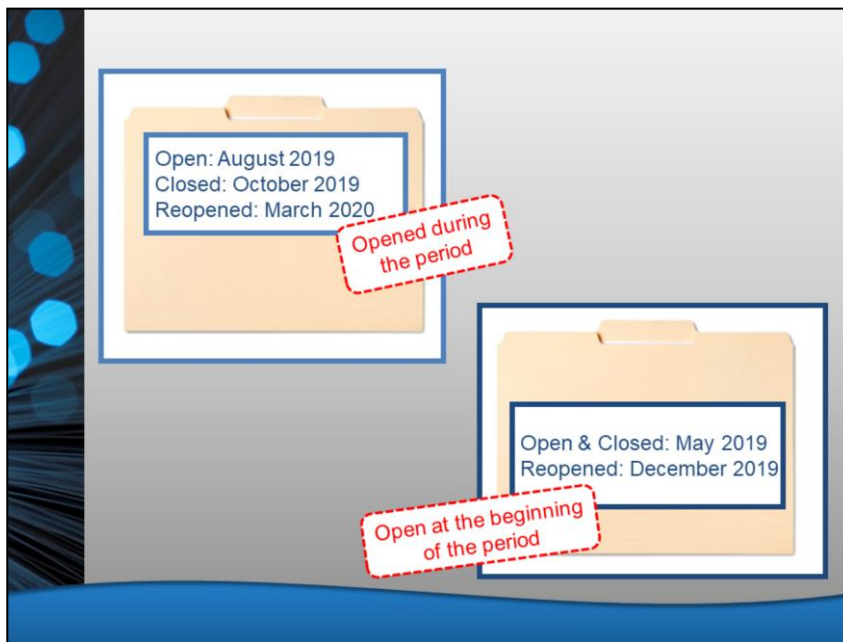 Open: August 2019
Closed: October 2019
Reopened: March 2020
Opened during
the period
Open & Closed: May 2019
Reopened: December 2019
Open at the beginning
of the period